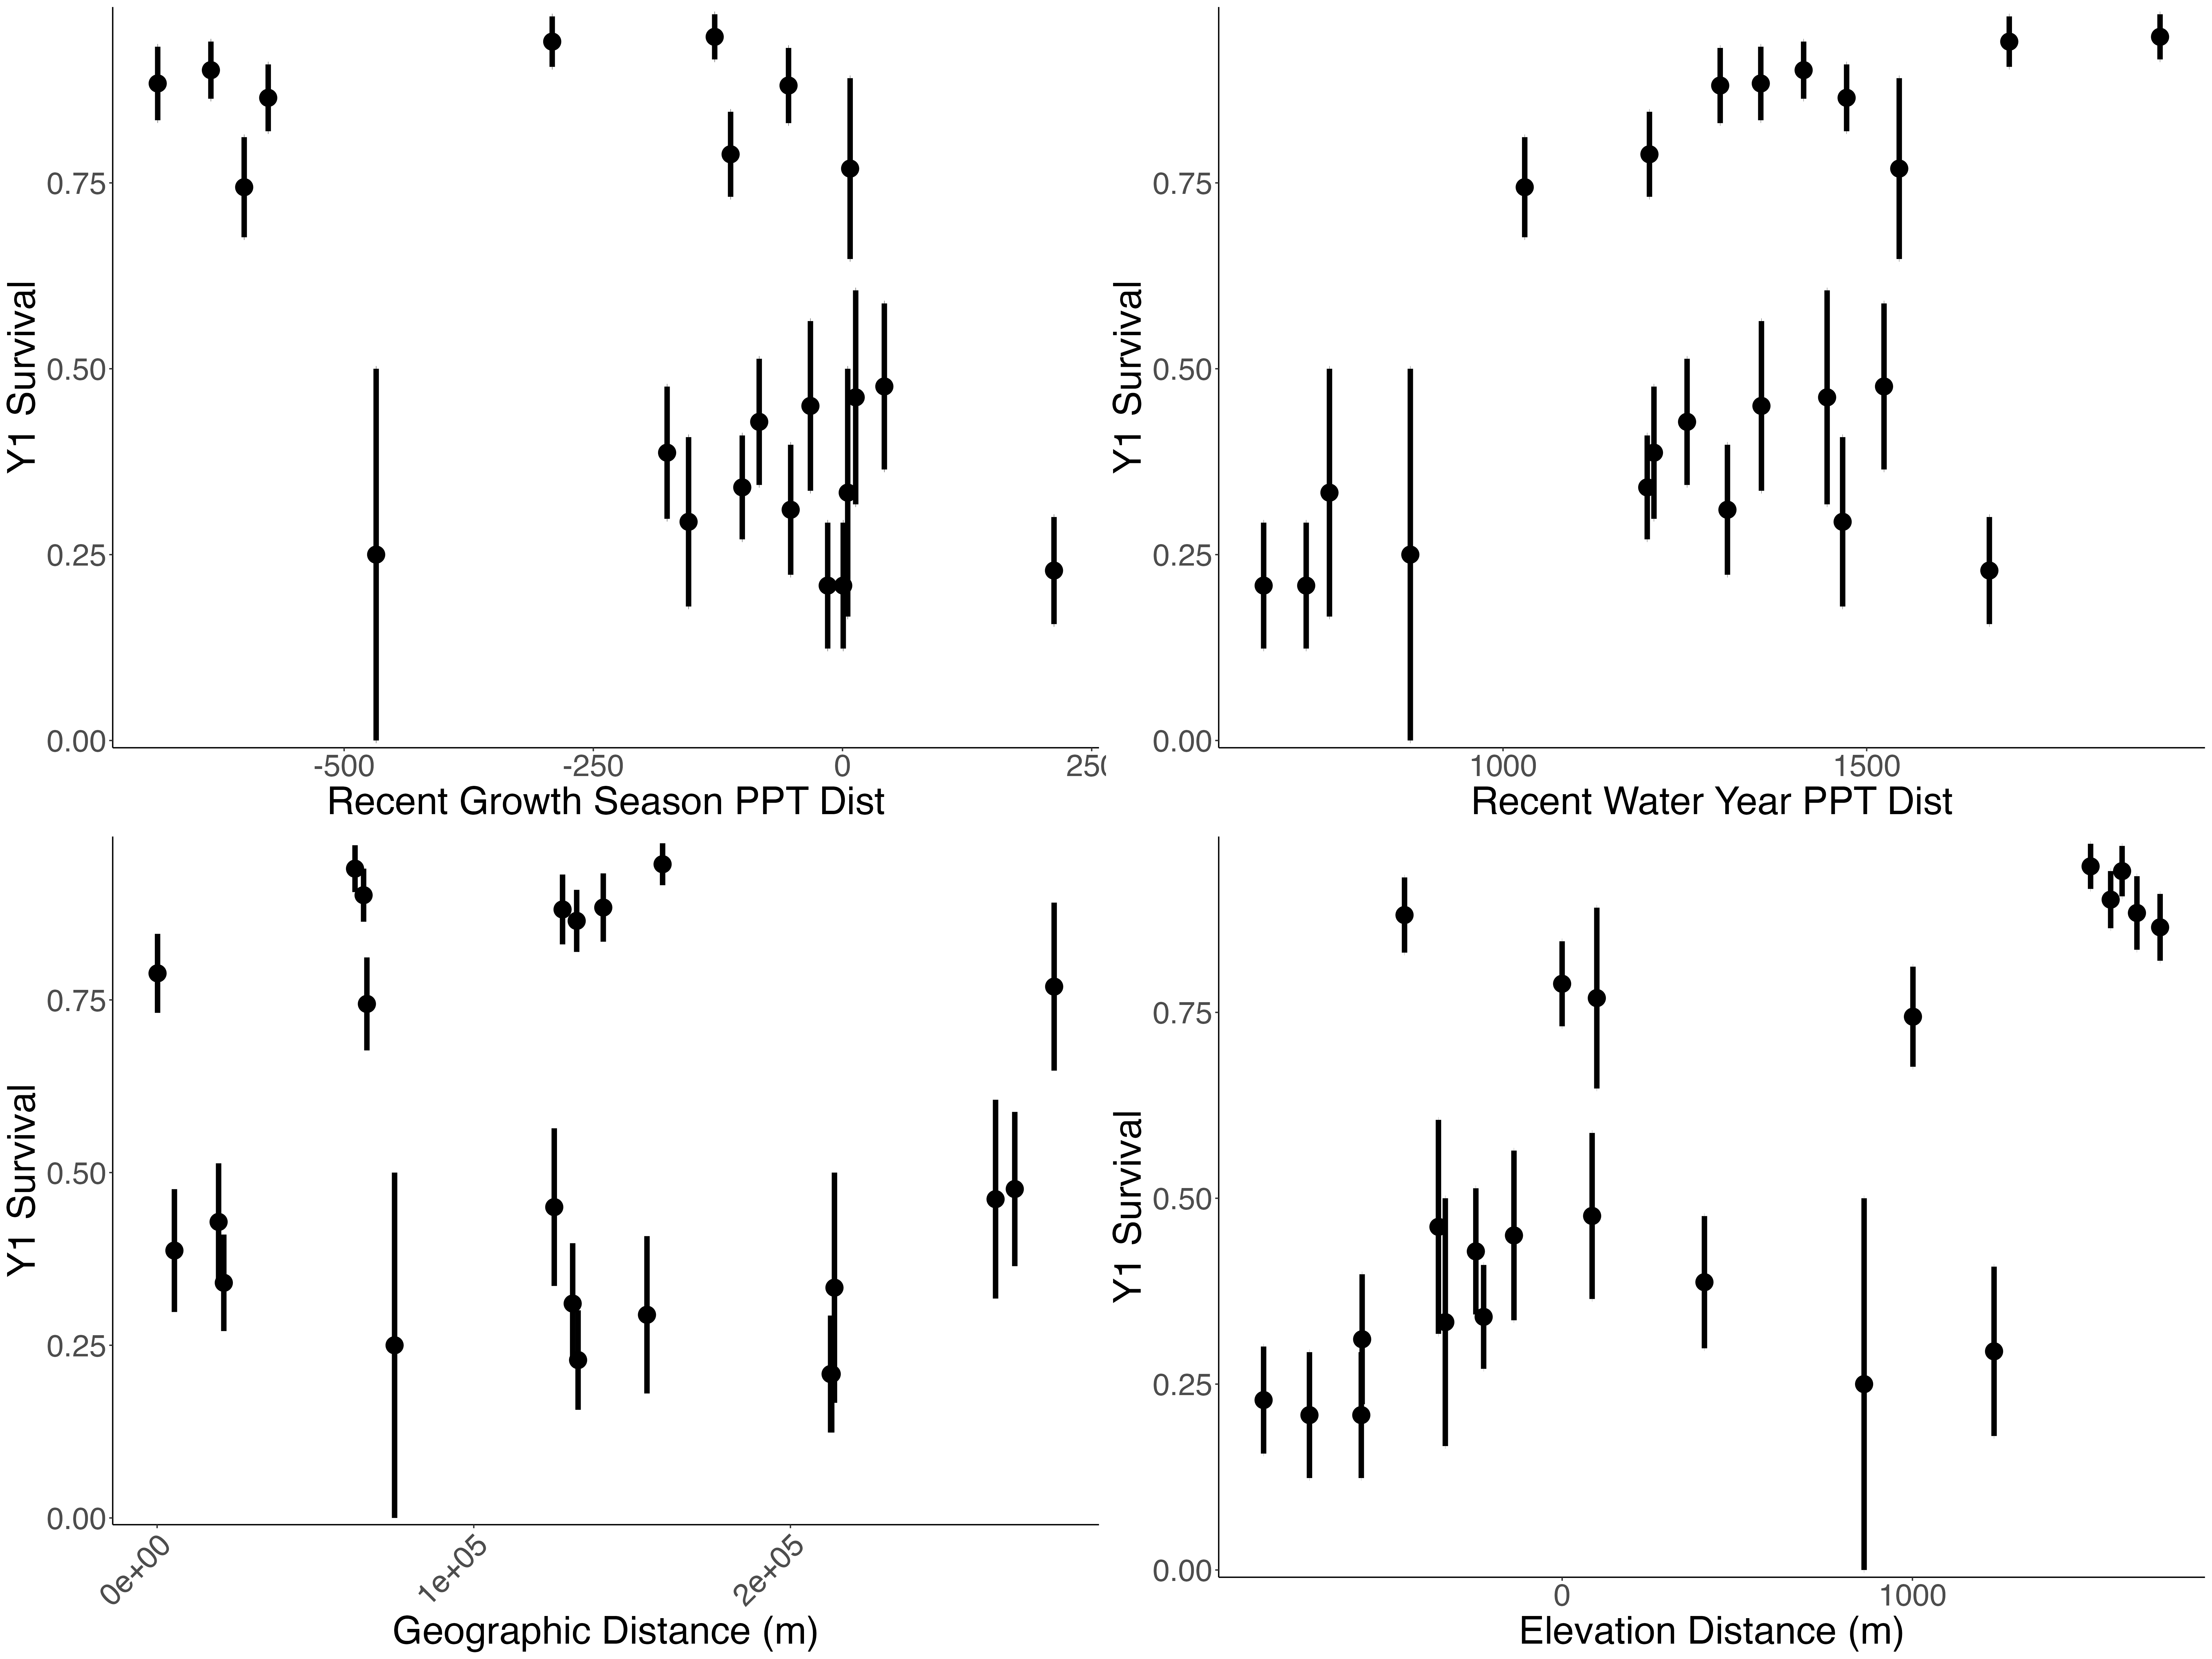 Y1 Survival
0.75
0.50
0.25
0.00
-500 -250 0
Recent Growth Season PPT Dist
Y1 Survival
0.75
0.50
0.25
0.00
1000 1500
Recent Water Year PPT Dist
Y1 Survival
0.75
0.50
0.25
0.00
0e+00 1e+05 2e+05
Geographic Distance (m)
Y1 Survival
0.75
0.50
0.25
0.00
0 1000
Elevation Distance (m)